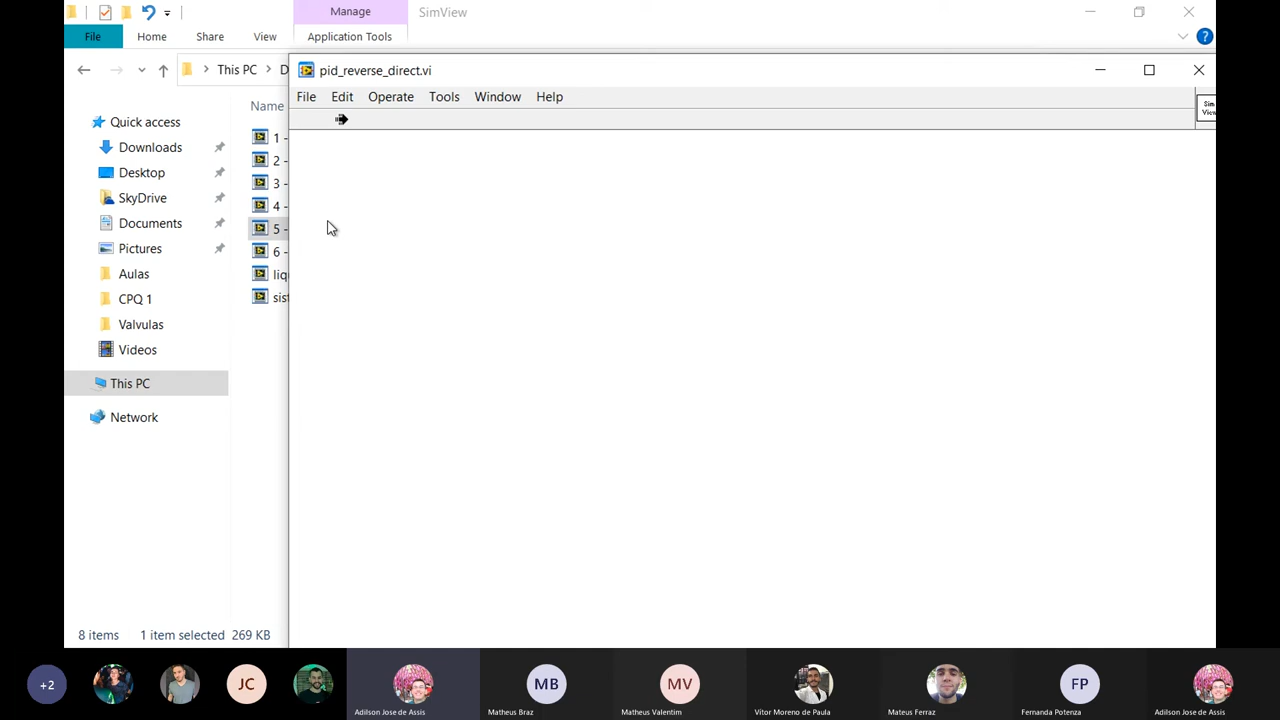 Manage
SimView
File
Home
Share
View
Application Tools
This PC
D
pid_reverse_direct.vi
File
Edit
Operate
Tools
Window
Help
Sim
View
Quick access
Downloads
Desktop
SkyDrive
Documents
Pictures
Aulas
CPQ 1
Valvulas
Videos
This PC
Network
Name
1 -
2 -
3 -
4 -
5 -
6 -
liq
sist
8 items
1 item selected
269 KB
+2
JC
Adilson Jose de Assis
MB
Matheus Braz
MV
Matheus Valentim
Vítor Moreno de Paula
Mateus Ferraz
FP
Fernanda Potenza
Adilson Jose de Assis